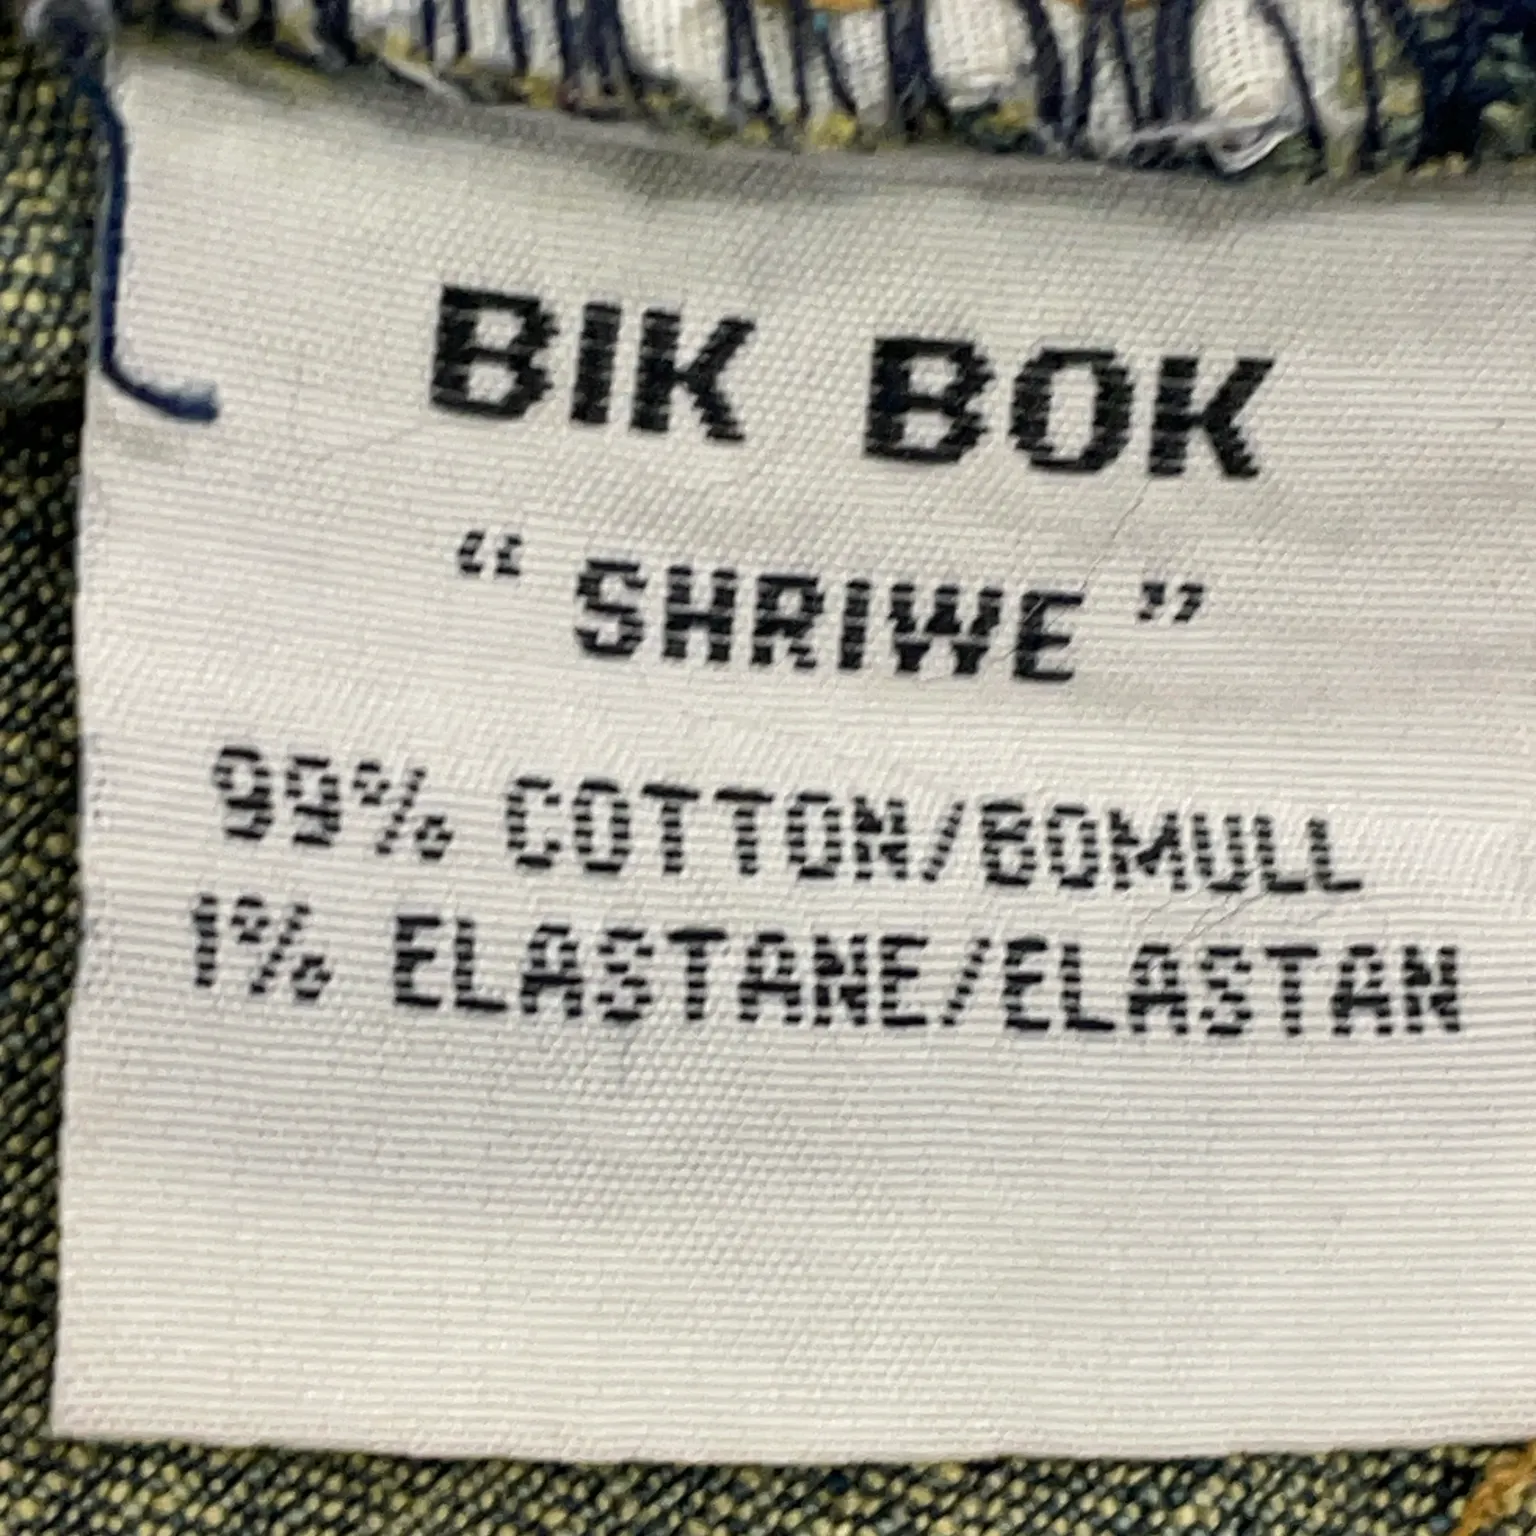 BIK BOK
“ SHRIWE ”
99% COTTON/BOMULL
1% ELASTANE/ELASTAN